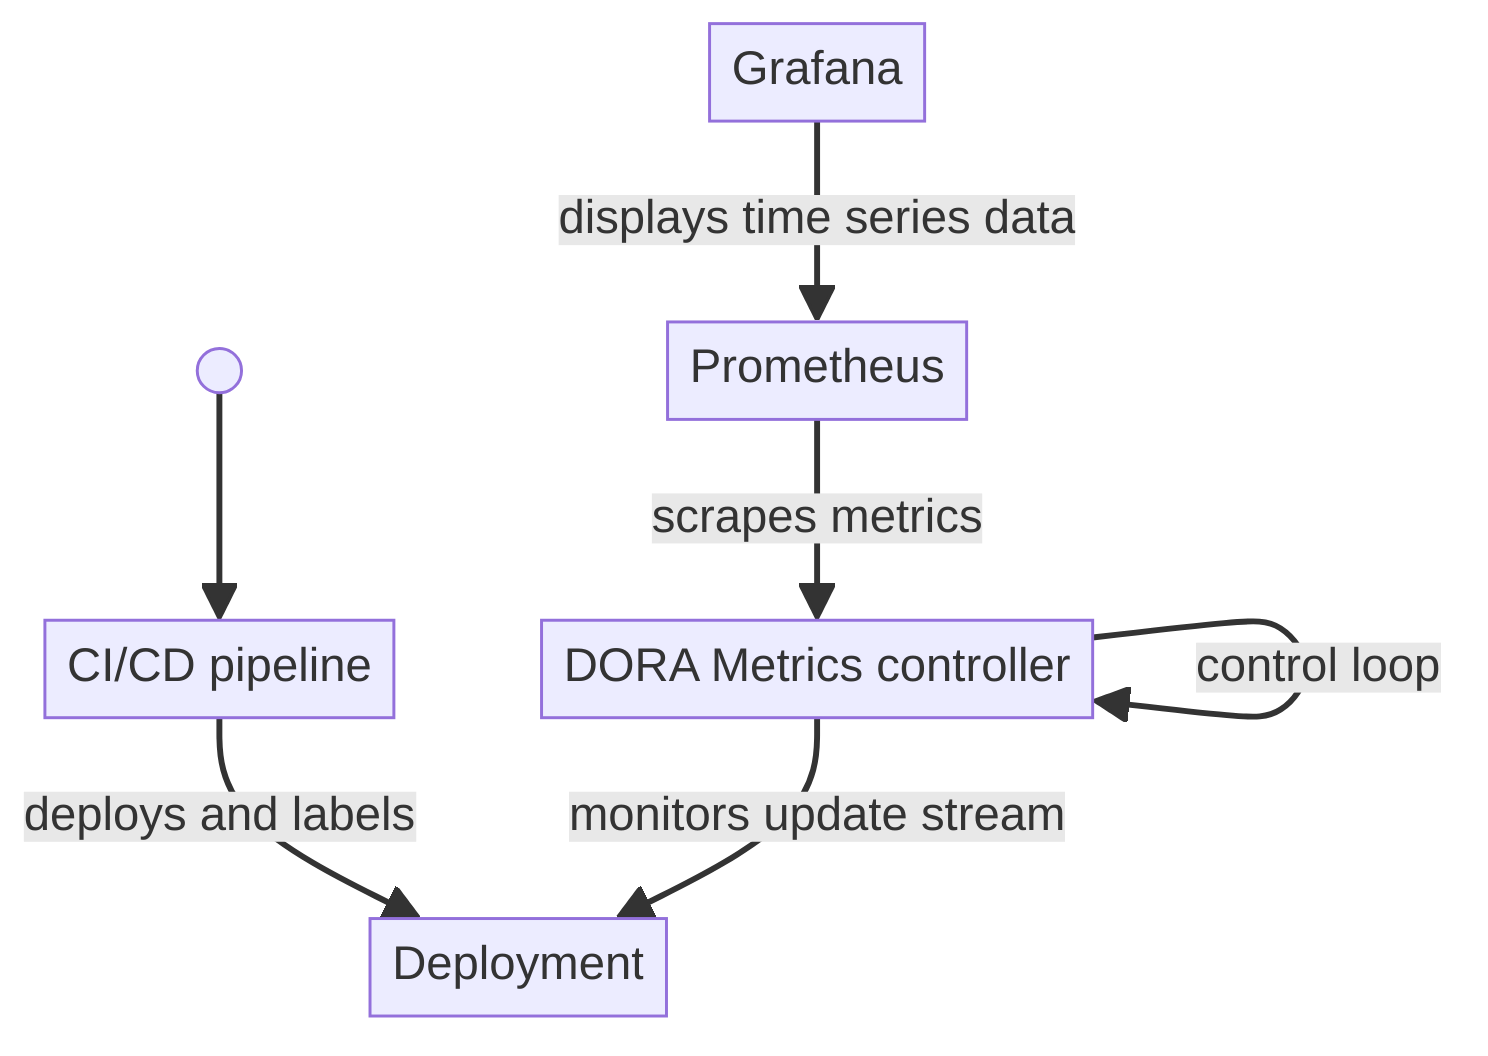 Grafana
displays time series data
Prometheus
scrapes metrics
CI/CD pipeline
DORA Metrics controller
control loop
deploys and labels
monitors update stream
Deployment